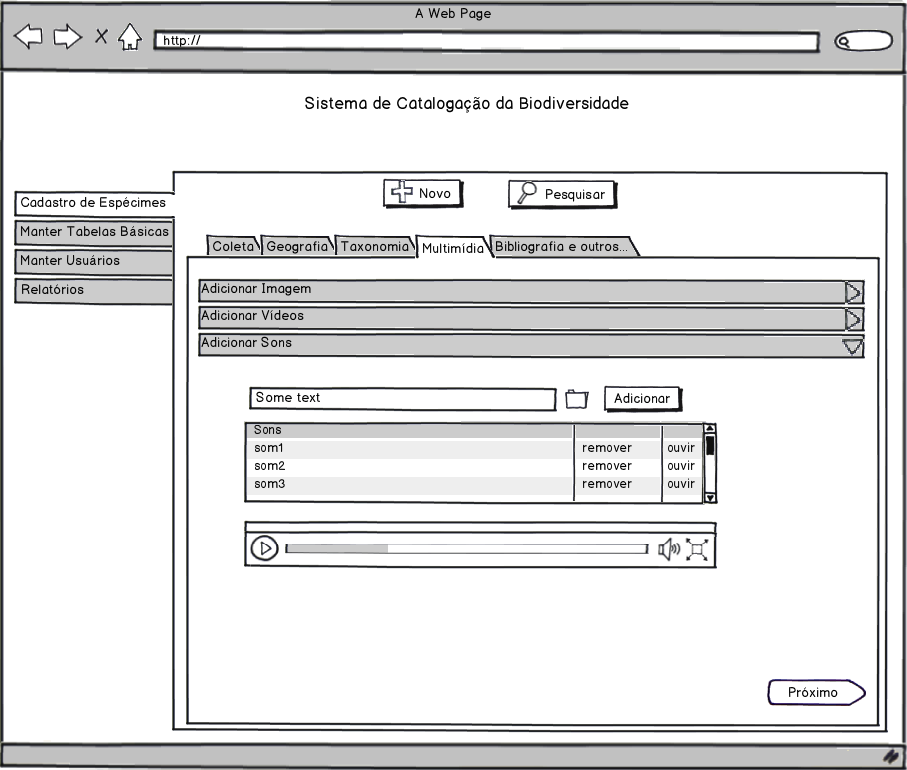 A Web Page
http://
Sistema de Catalogação da Biodiversidade
Novo
Pesquisar
Cadastro de Espécimes
Manter Tabelas Básicas
Manter Usuários
Relatórios
Coleta
Geografia
Taxonomia
Multimídia
Bibliografia e outros...
Adicionar Imagem
Adicionar Vídeos
Adicionar Sons
Some text
Adicionar
Sons
som1 remover ouvir
som2 remover ouvir
som3 remover ouvir
Próximo